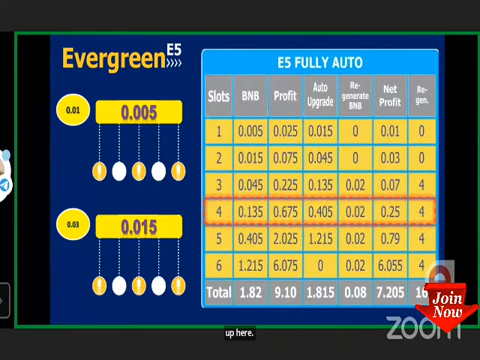 Evergreen E5 >>>>
0.01
0.005
0.03
0.015
E5 FULLY AUTO
Slots BNB Profit Auto Upgrade Re-generate BNB Net Profit Re-gen.
1 0.005 0.025 0.015 0 0.01 0
2 0.015 0.075 0.045 0 0.03 0
3 0.045 0.225 0.135 0.02 0.07 4
4 0.135 0.675 0.405 0.02 0.25 4
5 0.405 2.025 1.215 0.02 0.79 4
6 1.215 6.075 0 0.02 6.055 4
Total 1.82 9.10 1.815 0.08 7.205 16
Join
Now
zoom
up here.